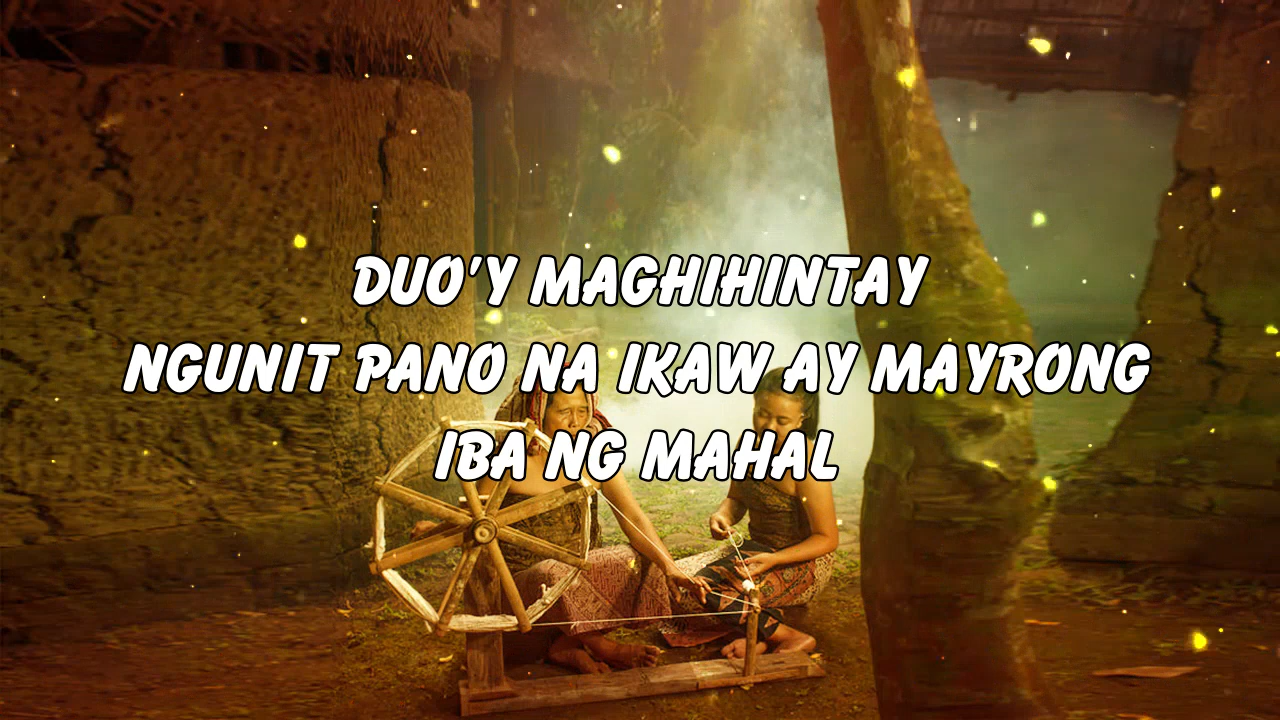 DUO'Y MAGHIHINTAY
NGUNIT PANO NA IKAW AY MAYRONG
IBA NG MAHAL